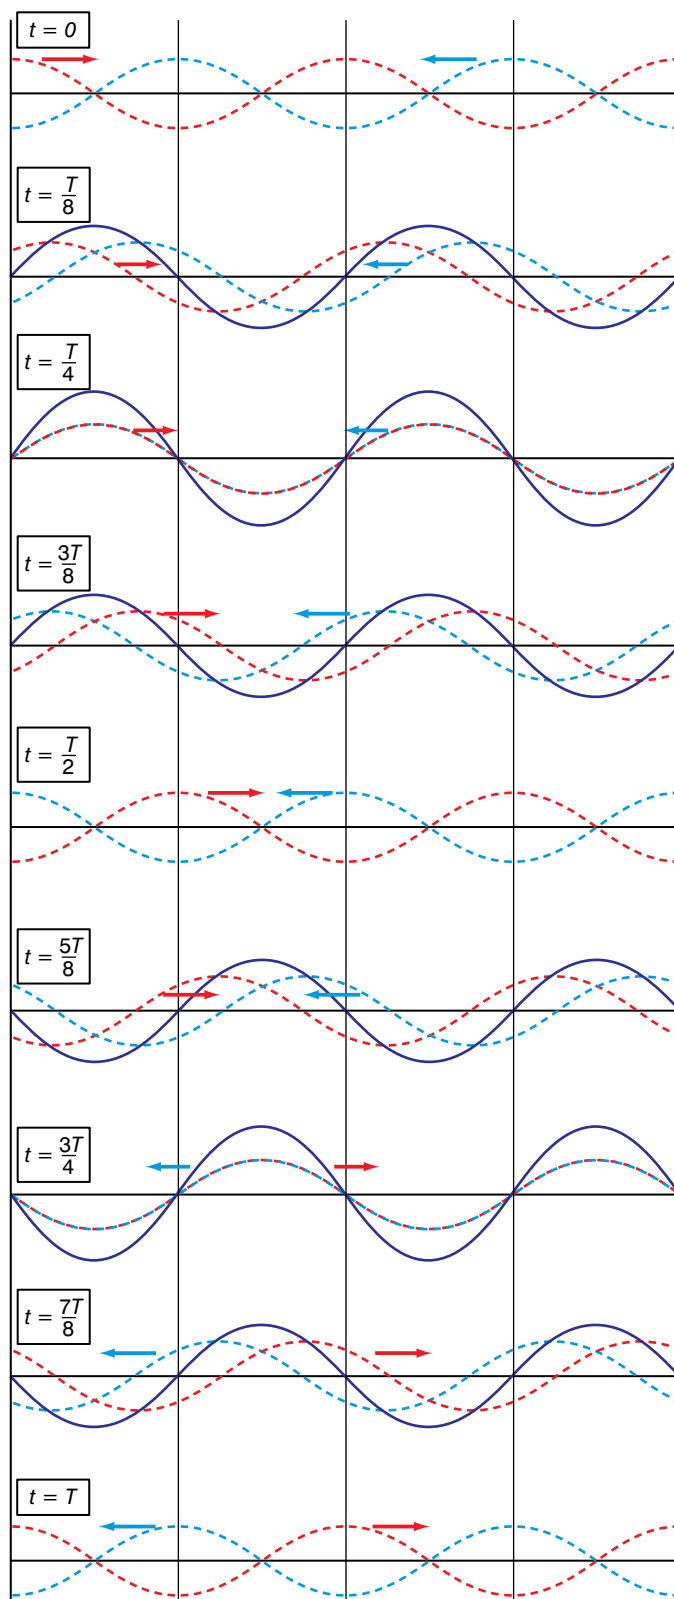 t = 0
t = T/8
t = T/4
t = 3T/8
t = T/2
t = 5T/8
t = 3T/4
t = 7T/8
t = T